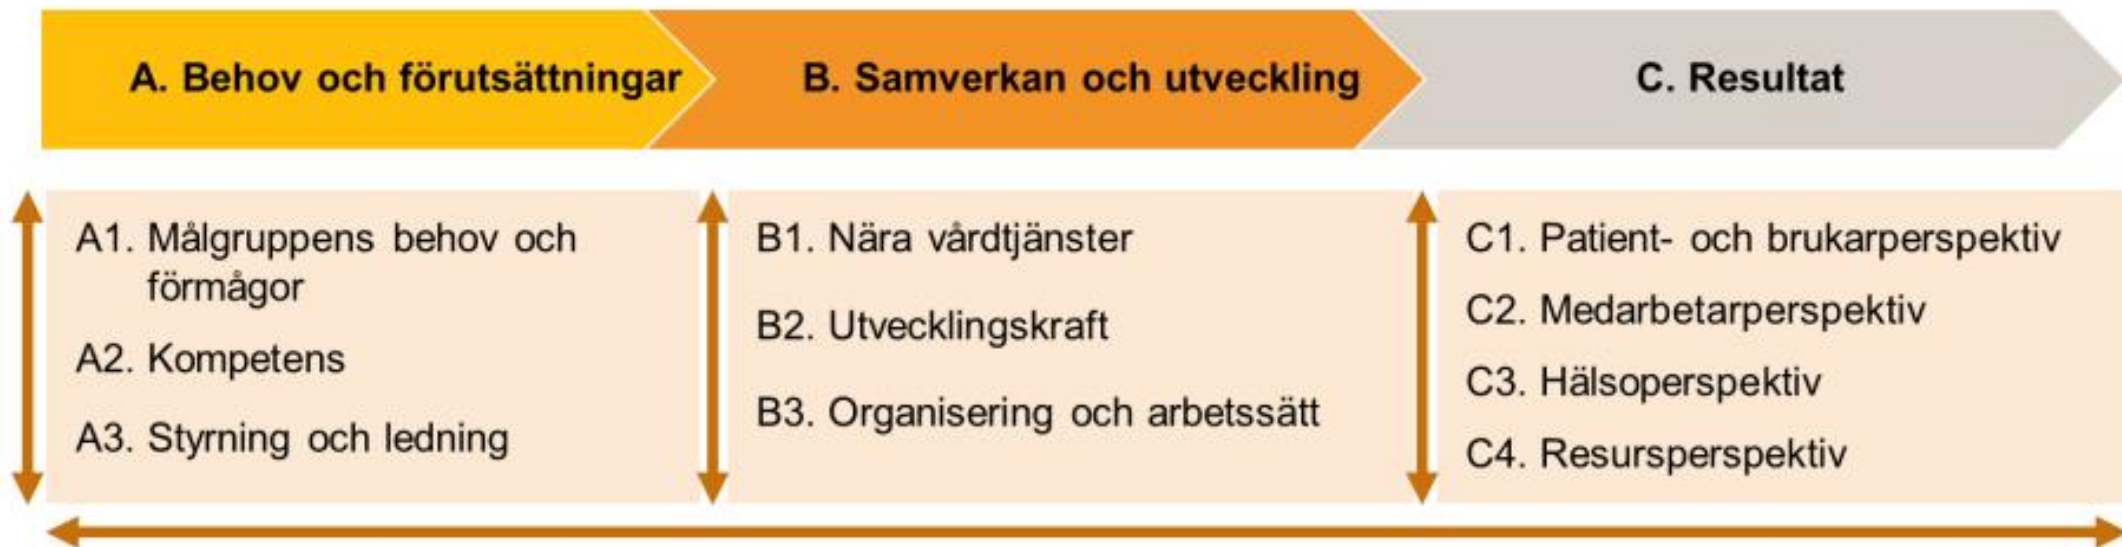 A. Behov och förutsättningar
B. Samverkan och utveckling
C. Resultat
A1. Målgruppens behov och
förmågor
A2. Kompetens
A3. Styrning och ledning
B1. Nära vårdtjänster
B2. Utvecklingskraft
B3. Organisering och arbetssätt
C1. Patient- och brukarperspektiv
C2. Medarbetarperspektiv
C3. Hälsoperspektiv
C4. Resursperspektiv